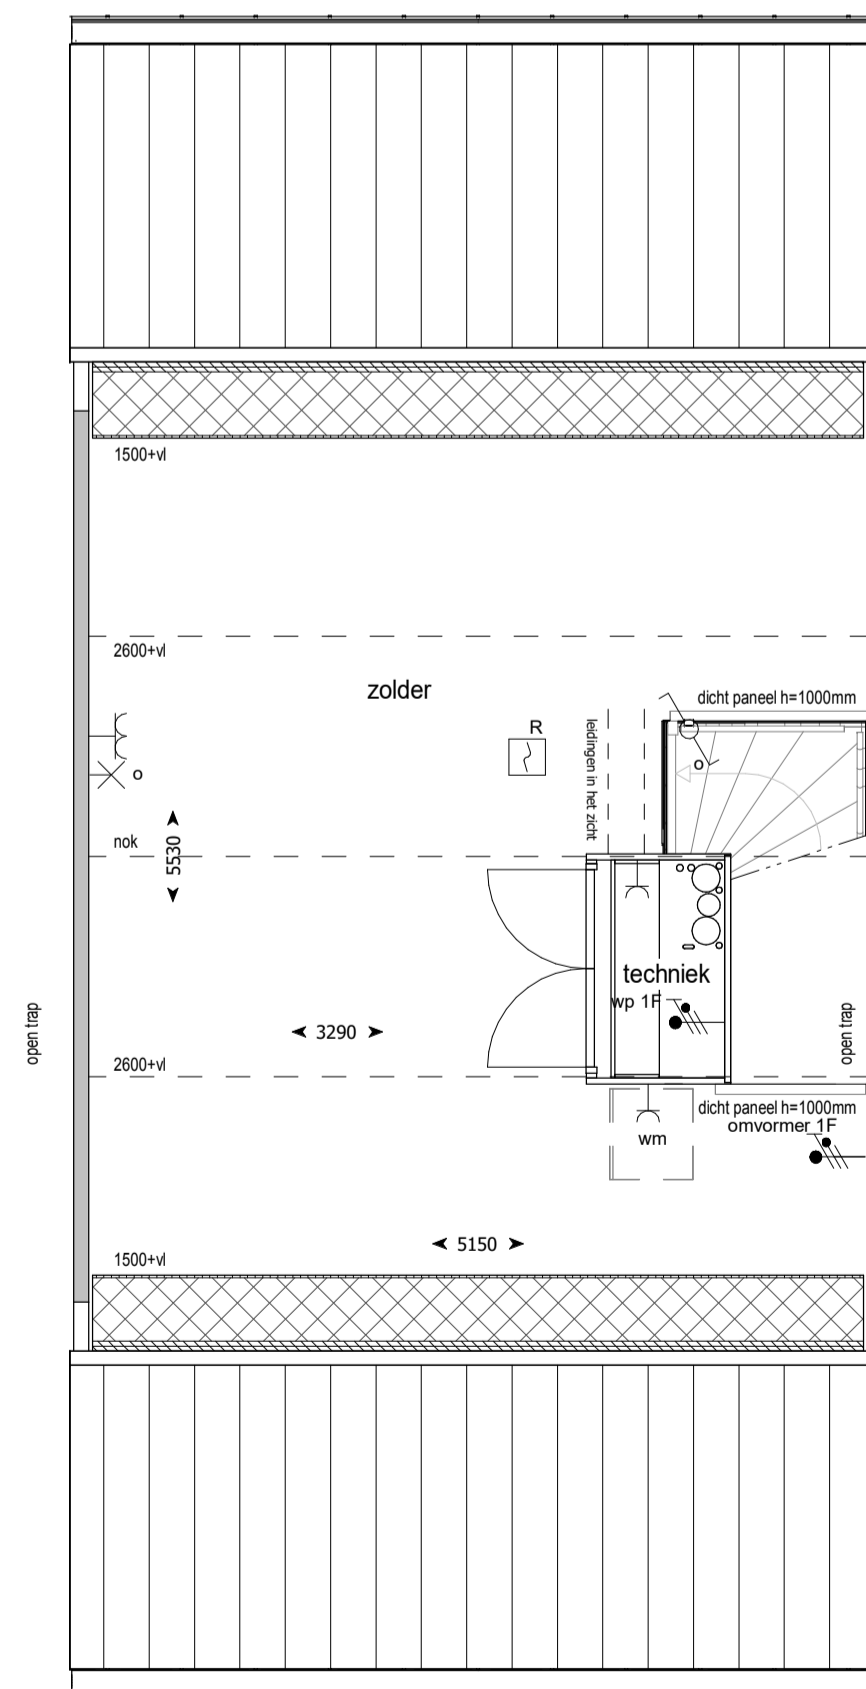 1500+vl
2600+vl
zolder
dicht paneel h=1000mm
R
leidingen in het zicht
o
o
nok
5530
techniek
wp 1F
open trap
open trap
3290
2600+vl
dicht paneel h=1000mm
omvormer 1F
wm
5150
1500+vl